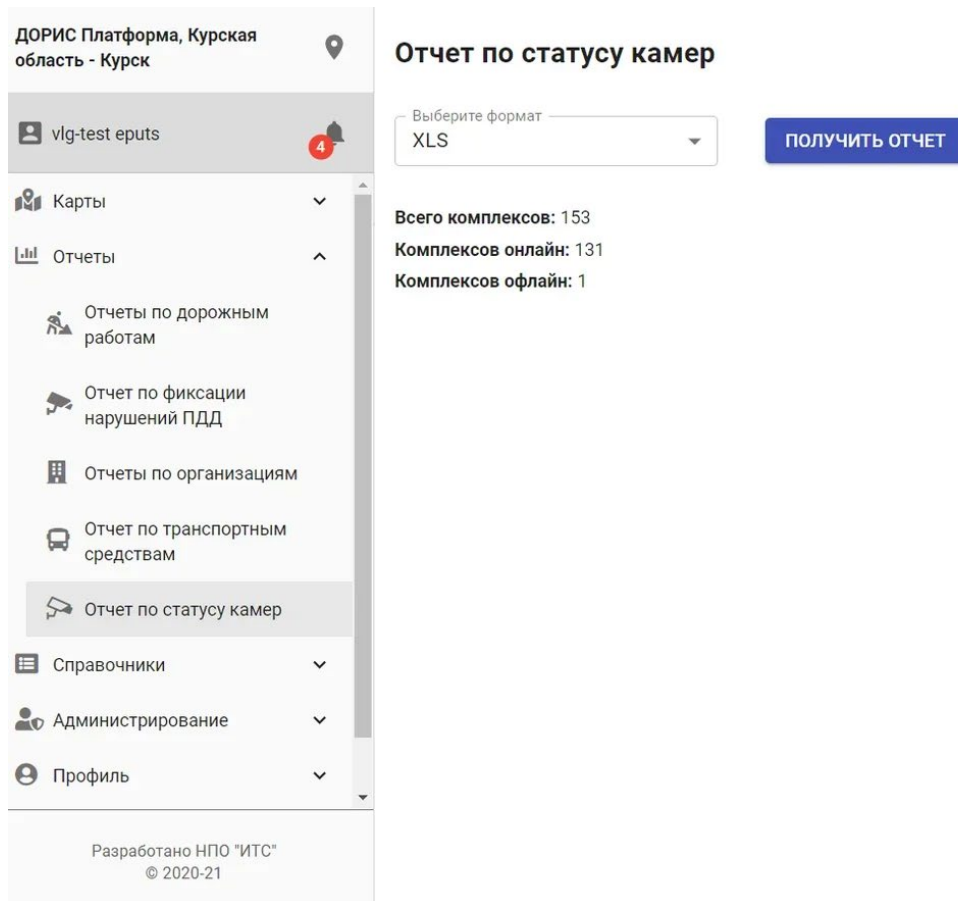 ДОРИС Платформа, Курская
область - Курск
vlg-test eputs
4
Карты
Отчеты
Отчеты по дорожным
работам
Отчет по фиксации
нарушений ПДД
Отчеты по организациям
Отчет по транспортным
средствам
Отчет по статусу камер
Справочники
Администрирование
Профиль
Разработано НПО "ИТС"
© 2020-21
Отчет по статусу камер
Выберите формат
XLS
ПОЛУЧИТЬ ОТЧЕТ
Всего комплексов: 153
Комплексов онлайн: 131
Комплексов офлайн: 1